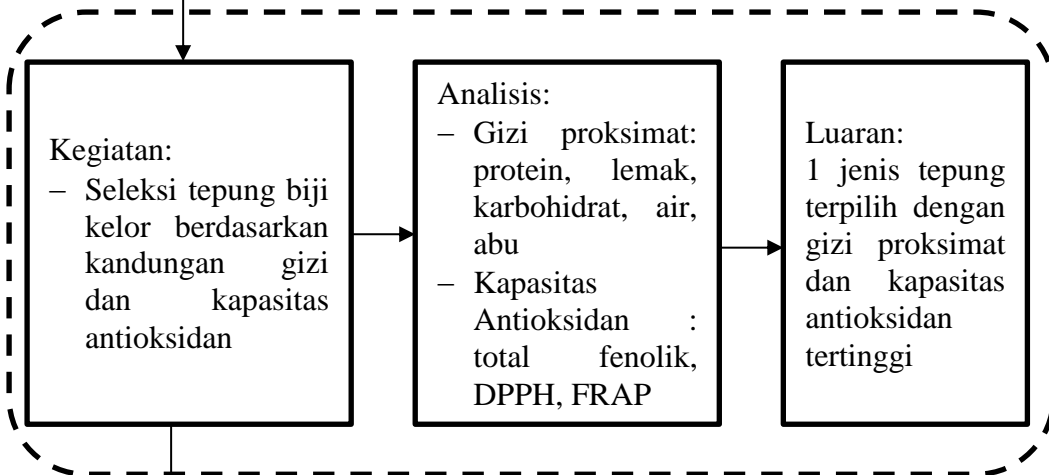 Kegiatan:
– Seleksi tepung biji
kelor berdasarkan
kandungan gizi
dan kapasitas
antioksidan
Analisis:
– Gizi proksimat:
protein, lemak,
karbohidrat, air,
abu
– Kapasitas
Antioksidan :
total fenolik,
DPPH, FRAP
Luaran:
1 jenis tepung
terpilih dengan
gizi proksimat
dan kapasitas
antioksidan
tertinggi